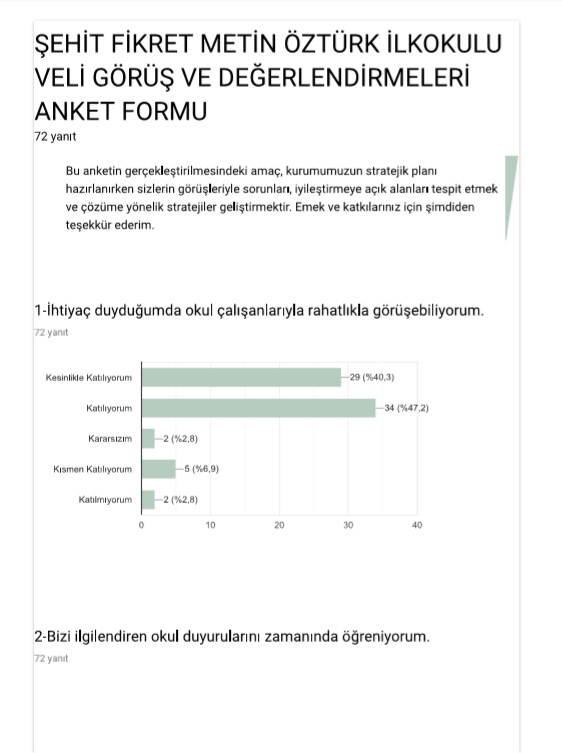 ŞEHİT FİKRET METİN ÖZTÜRK İLKOKULU
VELİ GÖRÜŞ VE DEĞERLENDİRMELERİ
ANKET FORMU
72 yanıt
Bu anketin gerçekleştirilmesindeki amaç, kurumumuzun stratejik planı
hazırlanırken sizlerin görüşleriyle sorunları, iyileştirmeye açık alanları tespit etmek
ve çözüme yönelik stratejiler geliştirmektir. Emek ve katkılarınız için şimdiden
teşekkür ederim.
1-İhtiyaç duyduğumda okul çalışanlarıyla rahatlıkla görüşebiliyorum.
72 yanıt
Kesinlikle Katılıyorum 29 (%40,3)
Katılıyorum 34 (%47,2)
Kararsızım 2 (%2,8)
Kısmen Katılıyorum 5 (%6,9)
Katılmıyorum 2 (%2,8)
0 10 20 30 40
2-Bizi ilgilendiren okul duyurularını zamanında öğreniyorum.
72 yanıt